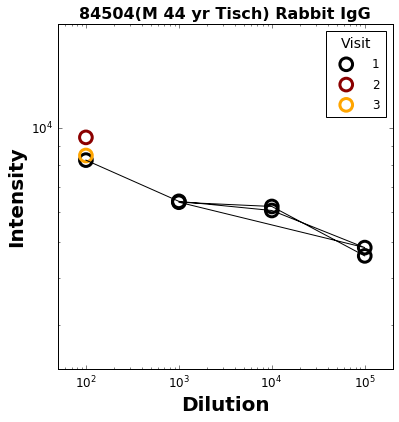 84504(M 44 yr Tisch) Rabbit IgG
Visit
1
2
3
10^4
Intensity
10^2 10^3 10^4 10^5
Dilution